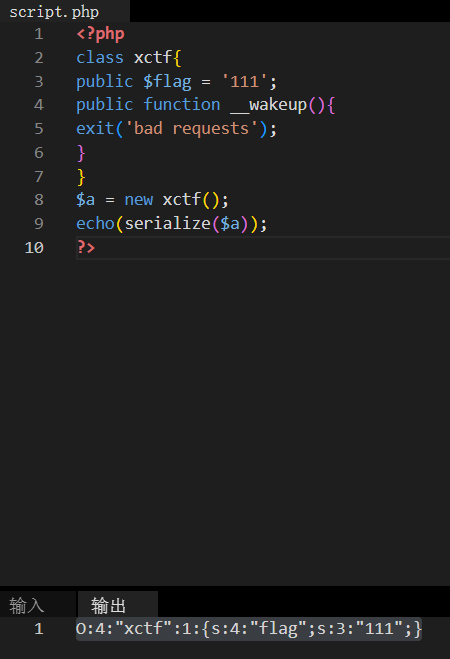 script.php
1 <?php
2 class xctf{
3 public $flag = '111';
4 public function __wakeup(){
5 exit('bad requests');
6 }
7 }
8 $a = new xctf();
9 echo(serialize($a));
10 ?>
输入 输出
1 O:4:"xctf":1:{s:4:"flag";s:3:"111";}